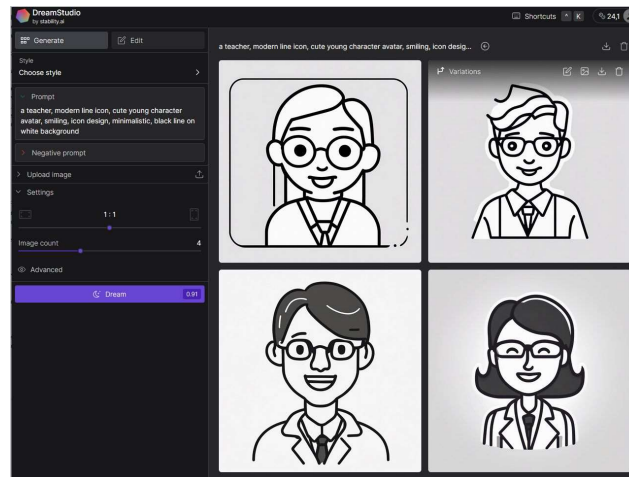 DreamStudio
by stability.ai
Shortcuts
K
24,1
Generate
Edit
a teacher, modern line icon, cute young character avatar, smiling, icon desig...
Style
Choose style
Variations
Prompt
a teacher, modern line icon, cute young character
avatar, smiling, icon design, minimalistic, black line on
white background
Negative prompt
Upload image
Settings
1:1
Image count
4
Advanced
Dream
0.91